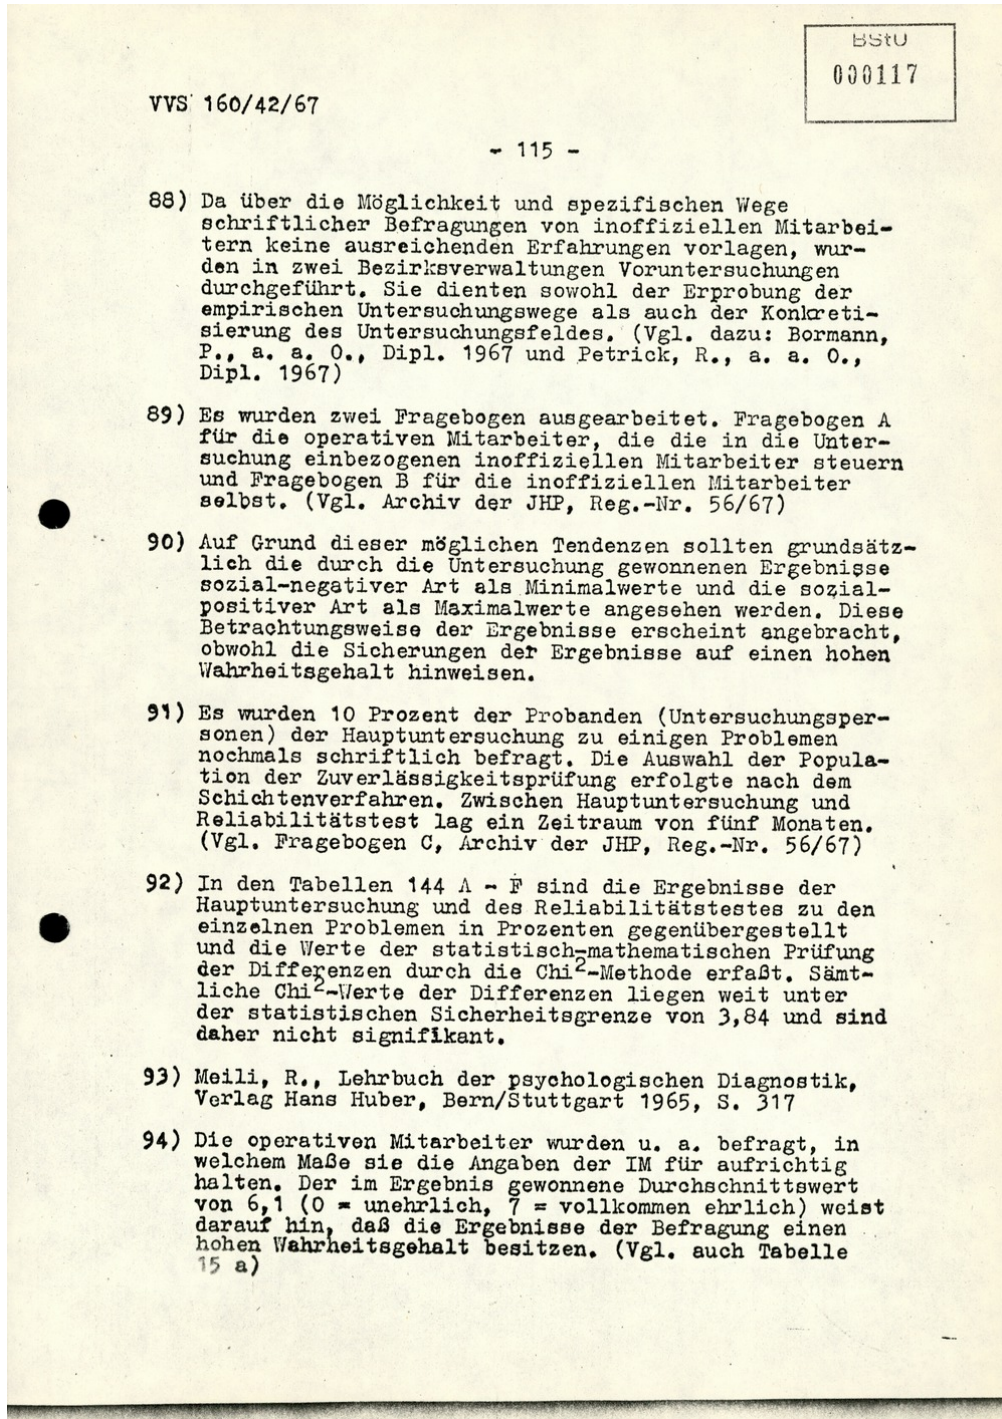 BStU
000117
VVS 160/42/67
- 115 -
88) Da über die Möglichkeit und spezifischen Wege
schriftlicher Befragungen von inoffiziellen Mitarbei-
tern keine ausreichenden Erfahrungen vorlagen, wur-
den in zwei Bezirksverwaltungen Voruntersuchungen
durchgeführt. Sie dienten sowohl der Erprobung der
empirischen Untersuchungswege als auch der Konkreti-
sierung des Untersuchungsfeldes. (Vgl. dazu: Bormann,
P., a. a. O., Dipl. 1967 und Petrick, R., a. a. O.,
Dipl. 1967)
89) Es wurden zwei Fragebogen ausgearbeitet. Fragebogen A
für die operativen Mitarbeiter, die die in die Unter-
suchung einbezogenen inoffiziellen Mitarbeiter steuern
und Fragebogen B für die inoffiziellen Mitarbeiter
selbst. (Vgl. Archiv der JHP, Reg.-Nr. 56/67)
90) Auf Grund dieser möglichen Tendenzen sollten grundsätz-
lich die durch die Untersuchung gewonnenen Ergebnisse
sozial-negativer Art als Minimalwerte und die sozial-
positiver Art als Maximalwerte angesehen werden. Diese
Betrachtungsweise der Ergebnisse erscheint angebracht,
obwohl die Sicherungen der Ergebnisse auf einen hohen
Wahrheitsgehalt hinweisen.
91) Es wurden 10 Prozent der Probanden (Untersuchungsper-
sonen) der Hauptuntersuchung zu einigen Problemen
nochmals schriftlich befragt. Die Auswahl der Popula-
tion der Zuverlässigkeitsprüfung erfolgte nach dem
Schichtenverfahren. Zwischen Hauptuntersuchung und
Reliabilitätstest lag ein Zeitraum von fünf Monaten.
(Vgl. Fragebogen C, Archiv der JHP, Reg.-Nr. 56/67)
92) In den Tabellen 144 A - F sind die Ergebnisse der
Hauptuntersuchung und des Reliabilitätstestes zu den
einzelnen Problemen in Prozenten gegenübergestellt
und die Werte der statistisch-mathematischen Prüfung
der Differenzen durch die Chi²-Methode erfaßt. Sämt-
liche Chi²-Werte der Differenzen liegen weit unter
der statistischen Sicherheitsgrenze von 3,84 und sind
daher nicht signifikant.
93) Meili, R., Lehrbuch der psychologischen Diagnostik,
Verlag Hans Huber, Bern/Stuttgart 1965, S. 317
94) Die operativen Mitarbeiter wurden u. a. befragt, in
welchem Maße sie die Angaben der IM für aufrichtig
halten. Der im Ergebnis gewonnene Durchschnittswert
von 6,1 (0 = unehrlich, 7 = vollkommen ehrlich) weist
darauf hin, daß die Ergebnisse der Befragung einen
hohen Wahrheitsgehalt besitzen. (Vgl. auch Tabelle
15 a)